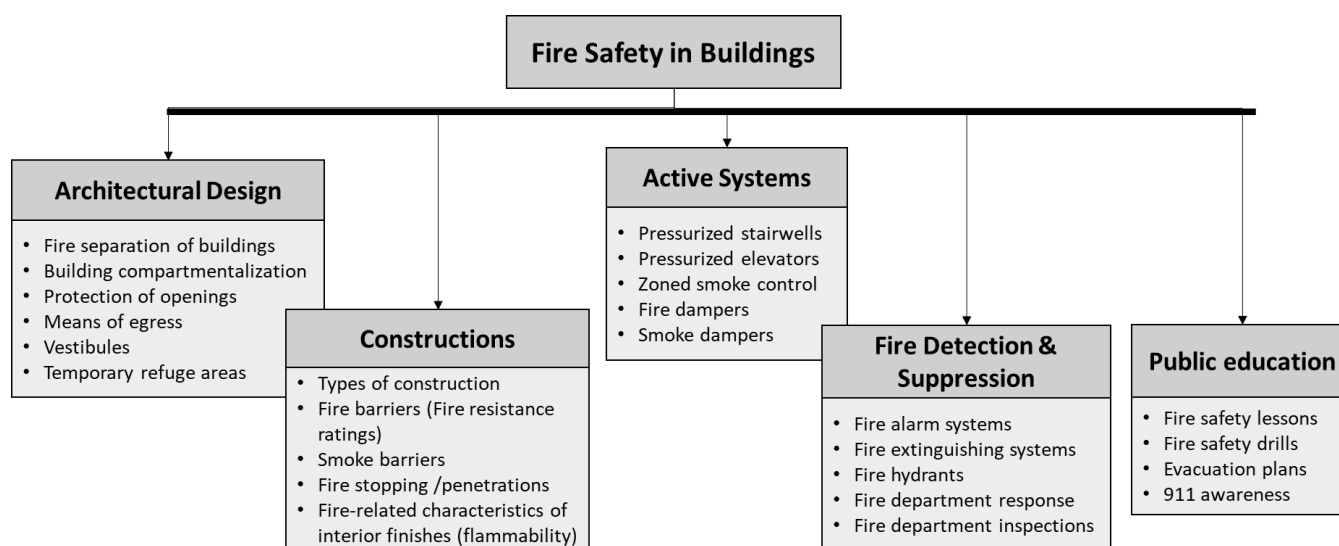 Fire Safety in Buildings
Architectural Design
• Fire separation of buildings
• Building compartmentalization
• Protection of openings
• Means of egress
• Vestibules
• Temporary refuge areas
Constructions
• Types of construction
• Fire barriers (Fire resistance
ratings)
• Smoke barriers
• Fire stopping /penetrations
• Fire-related characteristics of
interior finishes (flammability)
Active Systems
• Pressurized stairwells
• Pressurized elevators
• Zoned smoke control
• Fire dampers
• Smoke dampers
Fire Detection &
Suppression
• Fire alarm systems
• Fire extinguishing systems
• Fire hydrants
• Fire department response
• Fire department inspections
Public education
• Fire safety lessons
• Fire safety drills
• Evacuation plans
• 911 awareness